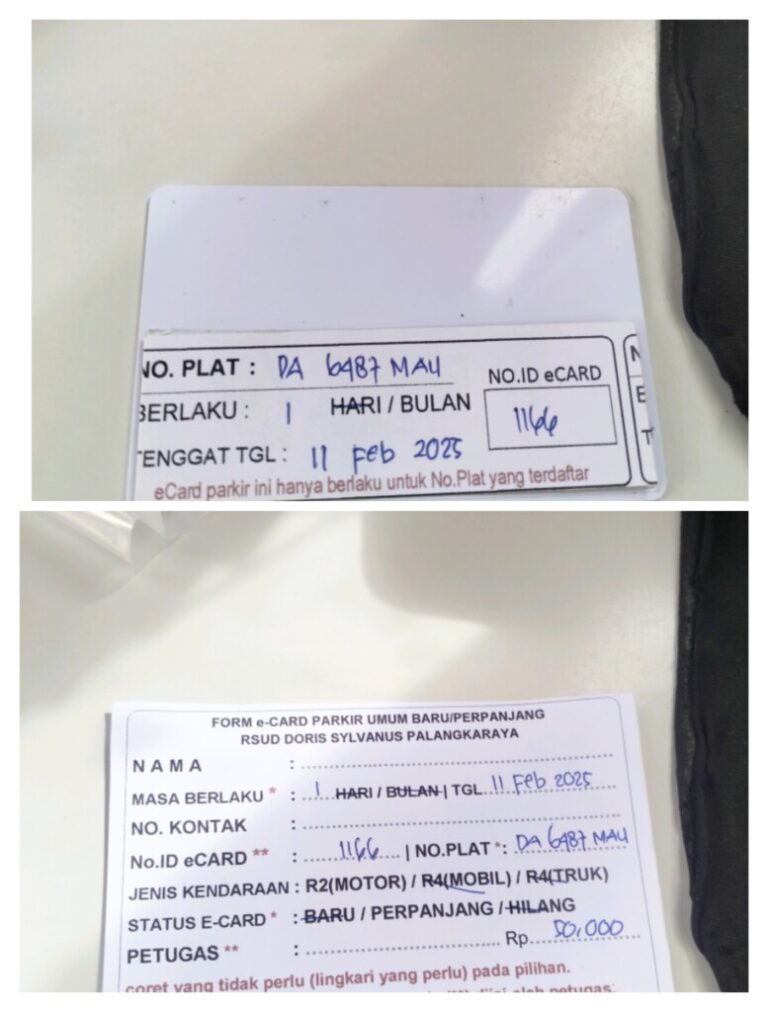 NO. PLAT : DA 6487 MAU
BERLAKU : 1 HARI / BULAN
NO.ID eCARD
1166
TENGGAT TGL : 11 Feb 2025
eCard parkir ini hanya berlaku untuk No.Plat yang terdaftar
FORM e-CARD PARKIR UMUM BARU/PERPANJANG
RSUD DORIS SYLVANUS PALANGKARAYA
NAMA :
MASA BERLAKU * : 1 HARI / BULAN | TGL 11 Feb 2025
NO. KONTAK :
No.ID eCARD ** : 1166 | NO.PLAT * : DA 6487 MAU
JENIS KENDARAAN : R2(MOTOR) / R4(MOBIL) / R4(TRUK)
STATUS E-CARD * : BARU / PERPANJANG / HILANG
PETUGAS ** : Rp. 50.000
coret yang tidak perlu (lingkari yang perlu) pada pilihan.
diisi oleh petugas.